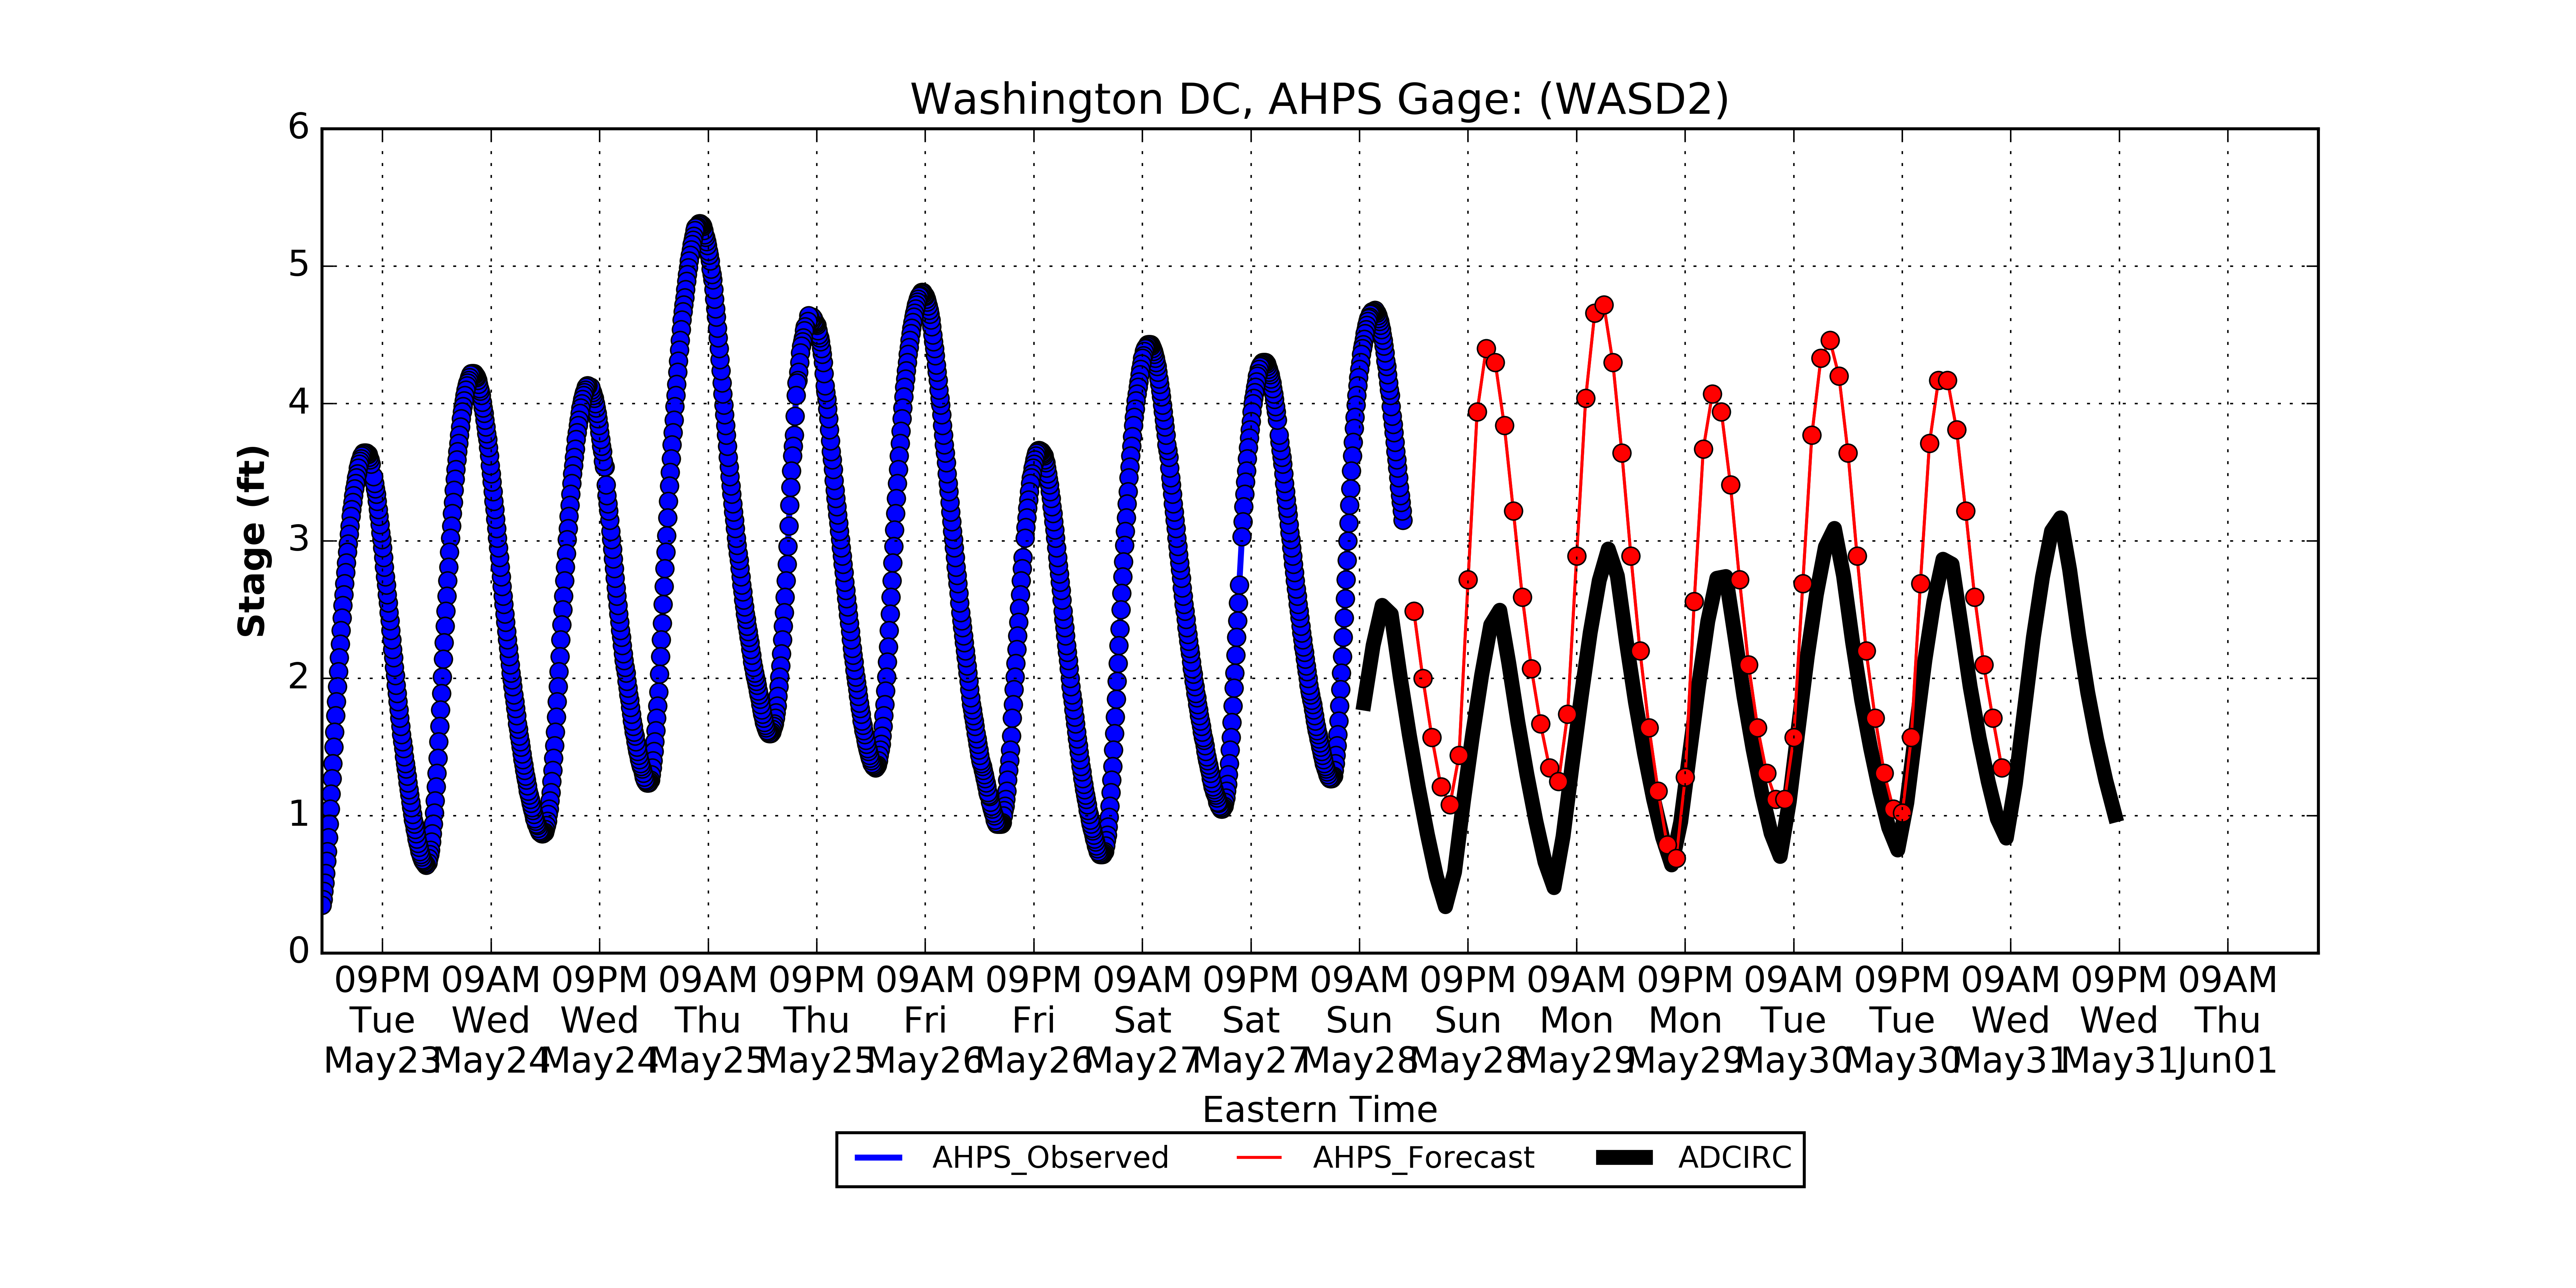 Washington DC, AHPS Gage: (WASD2)
6
5
4
3
2
1
0
Stage (ft)
09PM 09AM 09PM 09AM 09PM 09AM 09PM 09AM 09PM 09AM 09PM 09AM 09PM 09AM 09PM 09AM 09PM 09AM
Tue Wed Wed Thu Thu Fri Fri Sat Sat Sun Sun Mon Mon Tue Tue Wed Wed Thu
May23 May24 May24 May25 May25 May26 May26 May27 May27 May28 May28 May29 May29 May30 May30 May31 May31 Jun01
Eastern Time
AHPS_Observed AHPS_Forecast ADCIRC